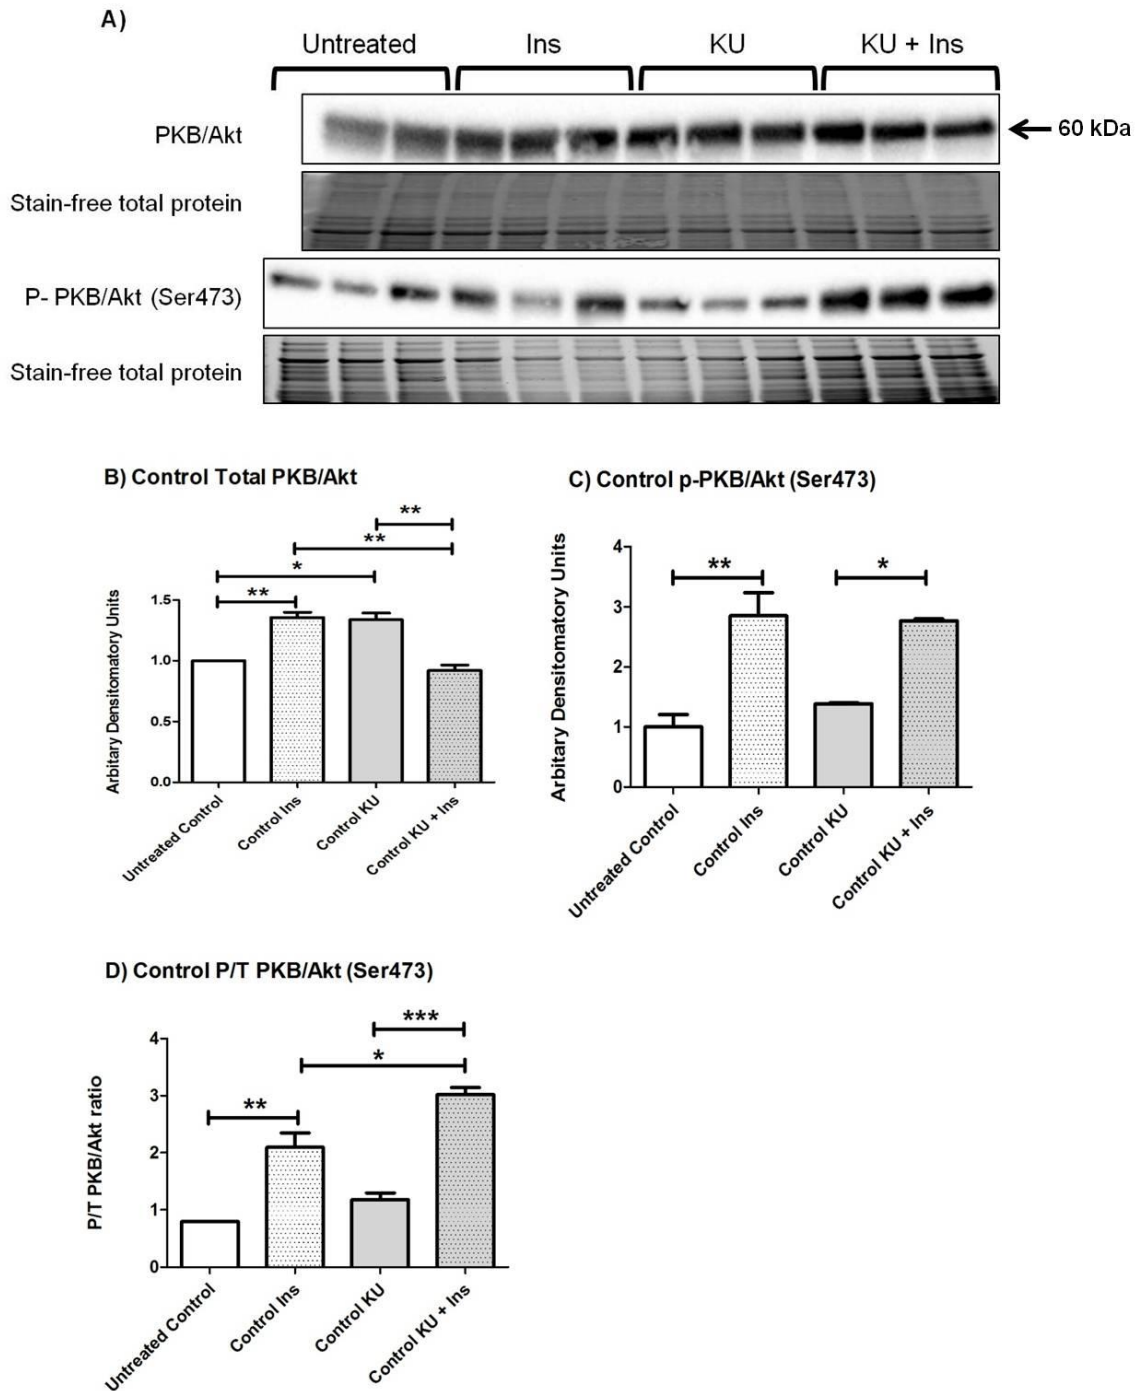 A)
Untreated Ins KU KU + Ins
PKB/Akt
60 kDa
Stain-free total protein
P- PKB/Akt (Ser473)
Stain-free total protein
B) Control Total PKB/Akt
**
**
*
**
Arbitary Densitomatory Units
1.5
1.0
0.5
0.0
Untreated Control
Control Ins
Control KU
Control KU + Ins
C) Control p-PKB/Akt (Ser473)
** *
Arbitary Densitomatory Units
4
3
2
1
0
Untreated Control
Control Ins
Control KU
Control KU + Ins
D) Control P/T PKB/Akt (Ser473)
***
*
**
P/T PKB/Akt ratio
4
3
2
1
0
Untreated Control
Control Ins
Control KU
Control KU + Ins